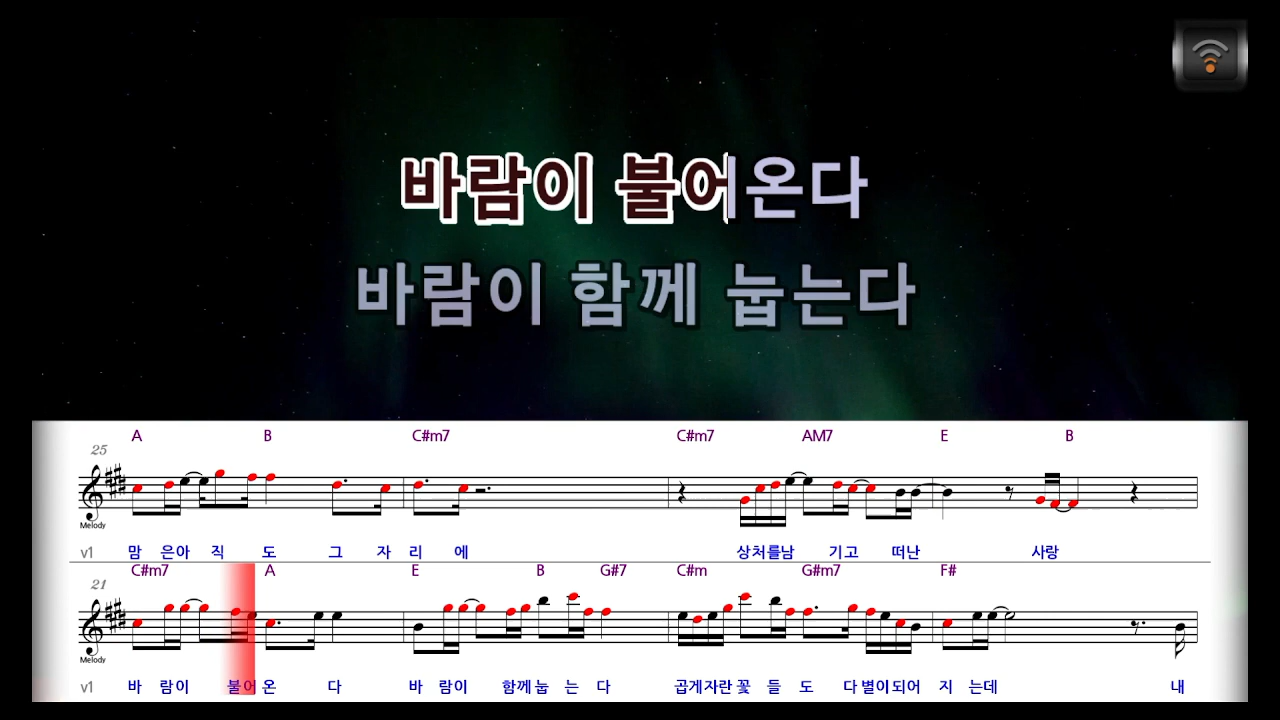 바람이 불어온다
바람이 함께 눕는다
A B C#m7 C#m7 AM7 E B
25
Melody
v1 맘 은아 직 도 그 자 리 에 상처를남 기고 떠난 사랑
C#m7 A E B G#7 C#m G#m7 F#
21
Melody
v1 바 람이 불어 온 다 바 람이 함께 눕 는 다 곱게자란 꽃 들 도 다 별이되어 지 는데 내